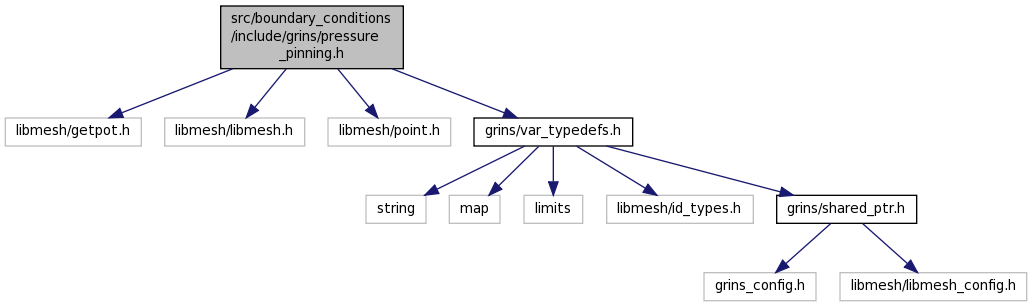 src/boundary_conditions
/include/grins/pressure
_pinning.h
libmesh/getpot.h
libmesh/libmesh.h
libmesh/point.h
grins/var_typedefs.h
string
map
limits
libmesh/id_types.h
grins/shared_ptr.h
grins_config.h
libmesh/libmesh_config.h